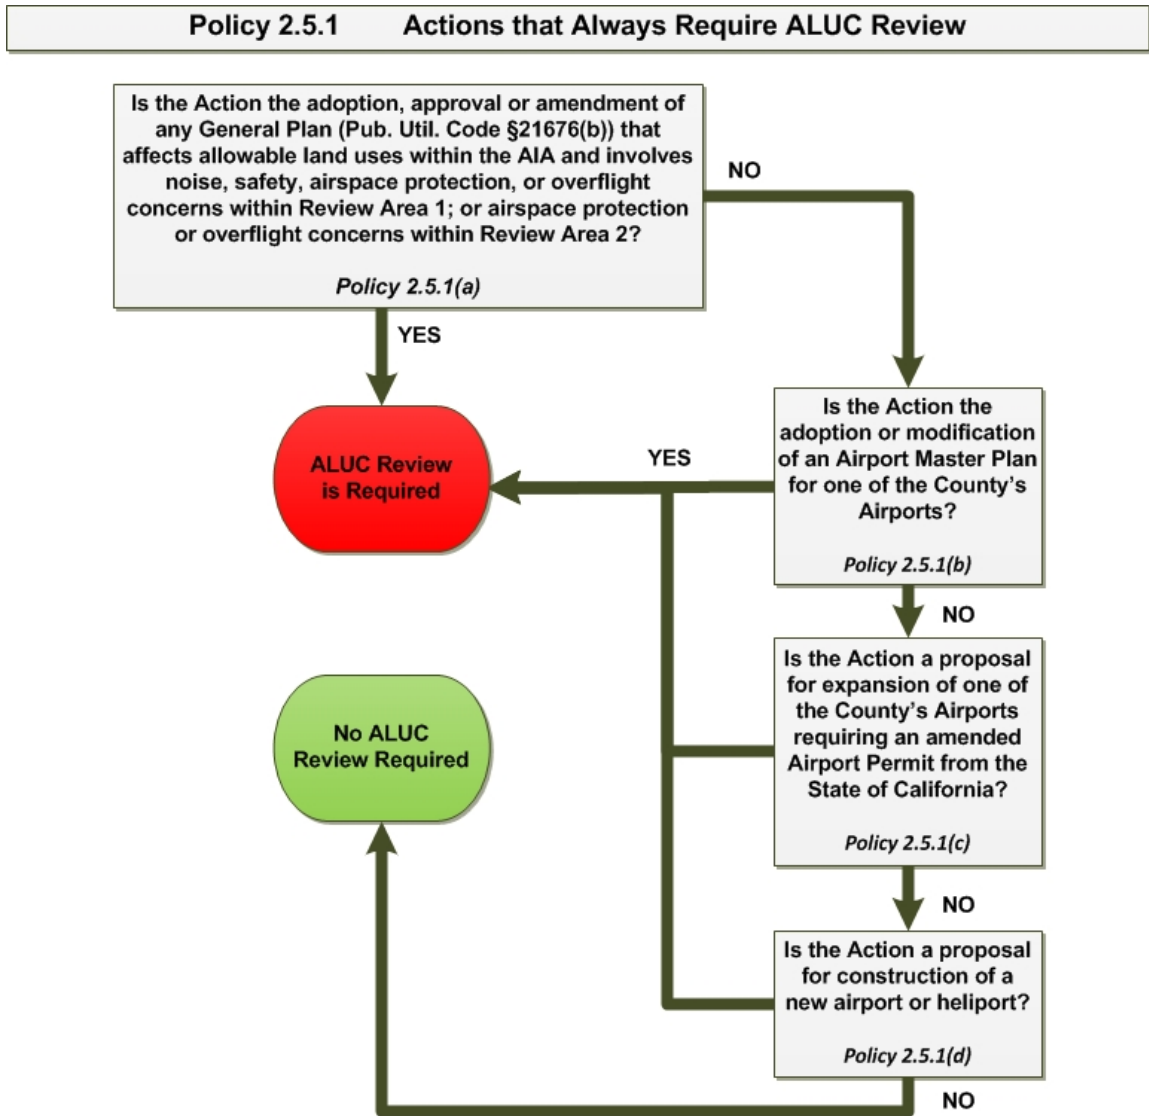 Policy 2.5.1 Actions that Always Require ALUC Review
Is the Action the adoption, approval or amendment of
any General Plan (Pub. Util. Code §21676(b)) that
affects allowable land uses within the AIA and involves
noise, safety, airspace protection, or overflight
concerns within Review Area 1; or airspace protection
or overflight concerns within Review Area 2?
Policy 2.5.1(a)
NO
YES
ALUC Review
is Required
YES
Is the Action the
adoption or modification
of an Airport Master Plan
for one of the County's
Airports?
Policy 2.5.1(b)
NO
Is the Action a proposal
for expansion of one of
the County's Airports
requiring an amended
Airport Permit from the
State of California?
Policy 2.5.1(c)
No ALUC
Review Required
NO
Is the Action a proposal
for construction of a
new airport or heliport?
Policy 2.5.1(d)
NO